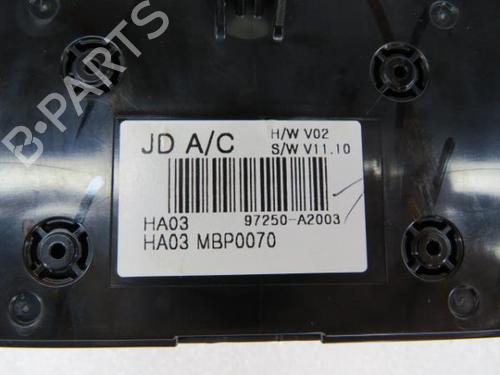 B-PARTS
JD A/C
H/W V02
S/W V11.10
HA03 97250-A2003
HA03 MBP0070